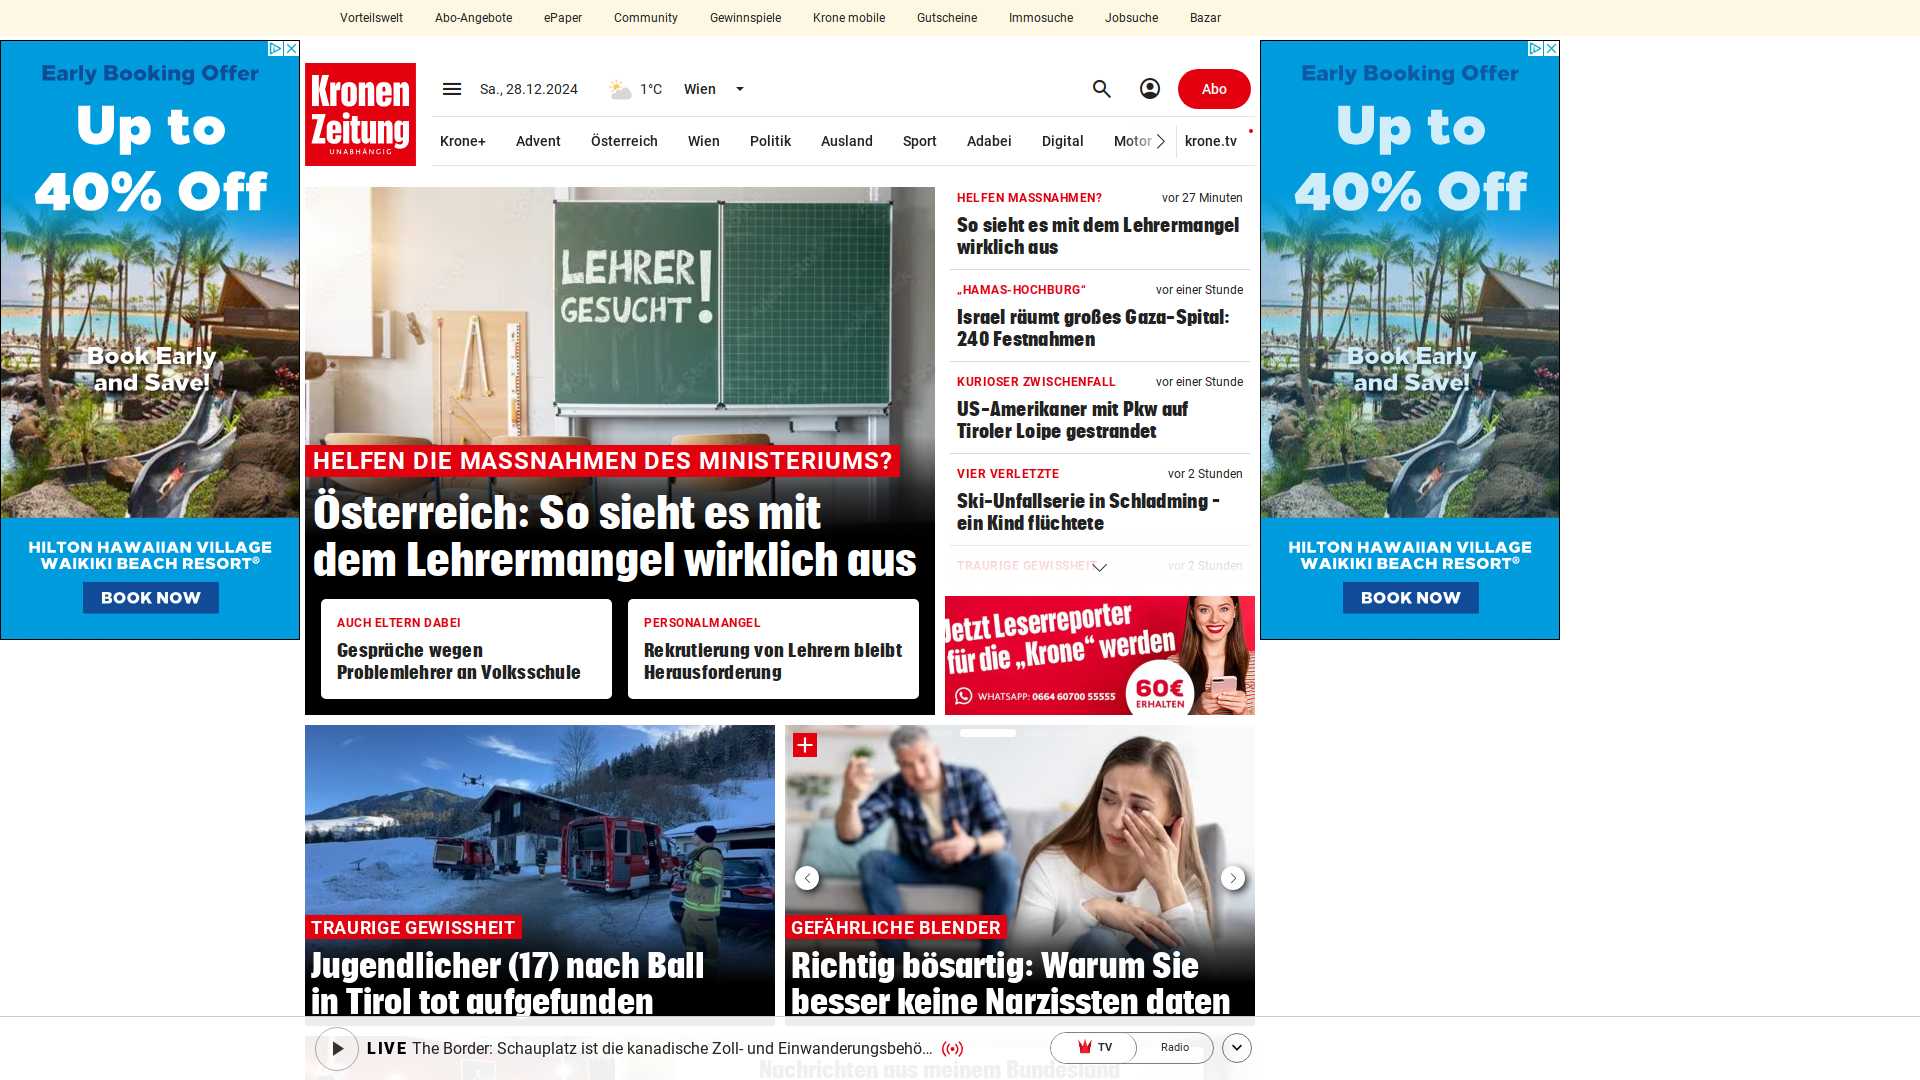 Vorteilswelt Abo-Angebote ePaper Community Gewinnspiele Krone mobile Gutscheine Immosuche Jobsuche Bazar
Early Booking Offer
Up to
40% Off
Book Early
and Save!
HILTON HAWAIIAN VILLAGE
WAIKIKI BEACH RESORT®
BOOK NOW
Kronen
Zeitung
UNABHÄNGIG
Sa., 28.12.2024 1°C Wien Abo
Krone+ Advent Österreich Wien Politik Ausland Sport Adabei Digital Motor krone.tv
LEHRER
GESUCHT!
HELFEN DIE MASSNAHMEN DES MINISTERIUMS?
Österreich: So sieht es mit
dem Lehrermangel wirklich aus
AUCH ELTERN DABEI
Gespräche wegen
Problemlehrer an Volksschule
PERSONALMANGEL
Rekrutierung von Lehrern bleibt
Herausforderung
HELFEN MASSNAHMEN? vor 27 Minuten
So sieht es mit dem Lehrermangel
wirklich aus
„HAMAS-HOCHBURG“ vor einer Stunde
Israel räumt großes Gaza-Spital:
240 Festnahmen
KURIOSER ZWISCHENFALL vor einer Stunde
US-Amerikaner mit Pkw auf
Tiroler Loipe gestrandet
VIER VERLETZTE vor 2 Stunden
Ski-Unfallserie in Schladming -
ein Kind flüchtete
TRAURIGE GEWISSHEIT vor 2 Stunden
Jetzt Leserreporter
für die „Krone“ werden
WHATSAPP: 0664 60700 55555
60€
ERHALTEN
Early Booking Offer
Up to
40% Off
Book Early
and Save!
HILTON HAWAIIAN VILLAGE
WAIKIKI BEACH RESORT®
BOOK NOW
TRAURIGE GEWISSHEIT
Jugendlicher (17) nach Ball
in Tirol tot aufgefunden
GEFÄHRLICHE BLENDER
Richtig bösartig: Warum Sie
besser keine Narzissten daten
LIVE The Border: Schauplatz ist die kanadische Zoll- und Einwanderungsbehö... TV Radio
Nachrichten aus meinem Bundesland